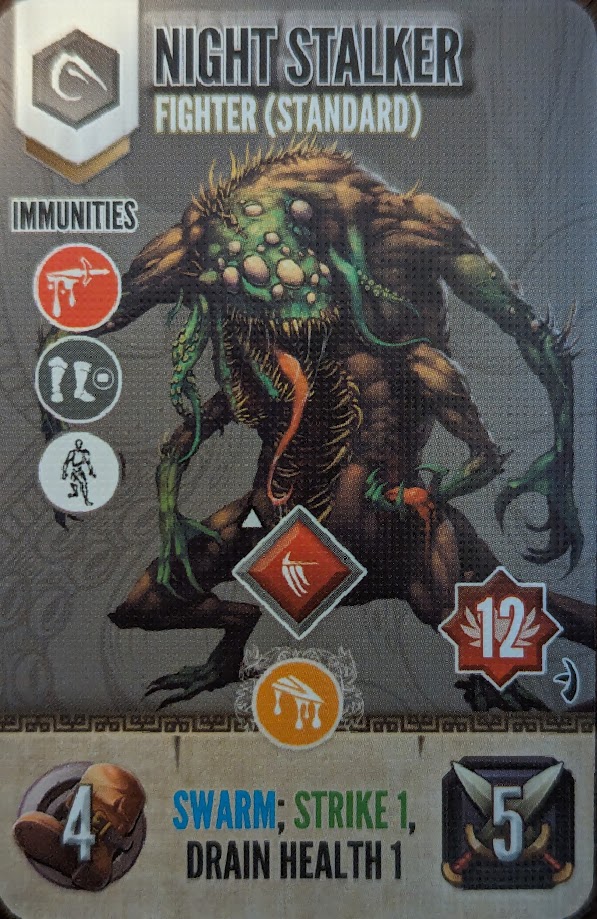 NIGHT STALKER
FIGHTER (STANDARD)
IMMUNITIES
12
4
SWARM; STRIKE 1,
DRAIN HEALTH 1
5